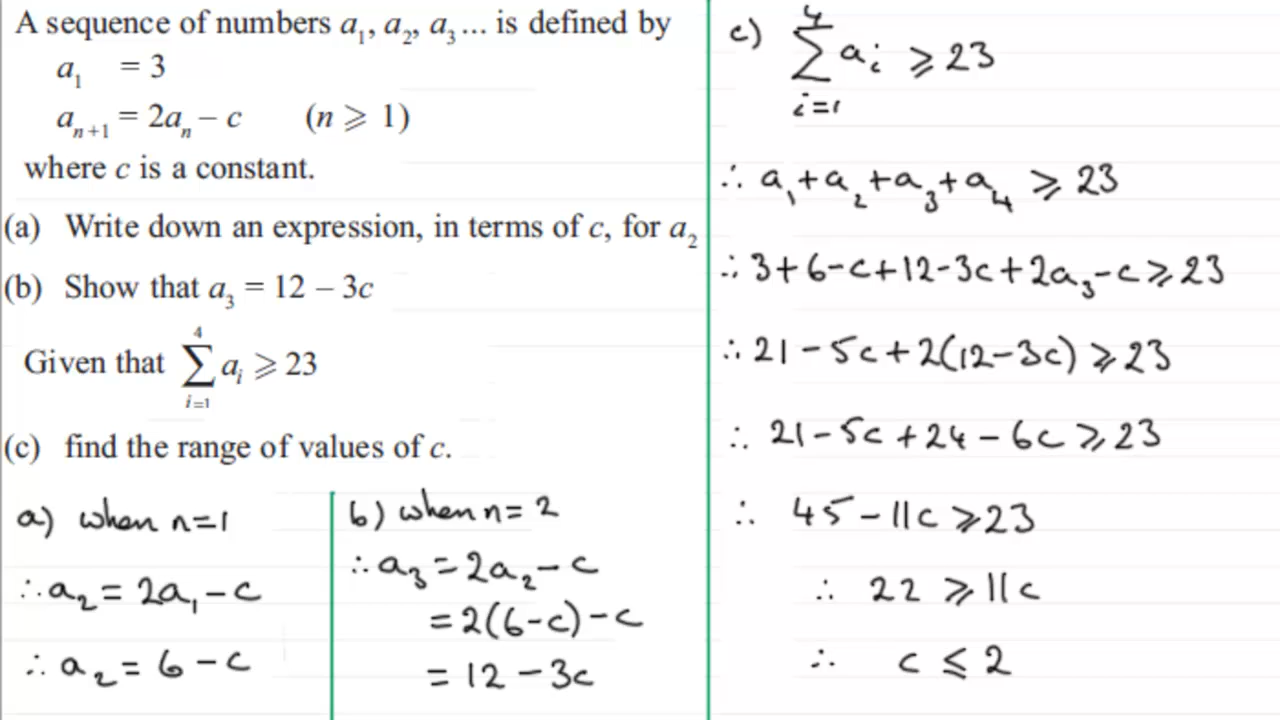 A sequence of numbers a₁, a₂, a₃ ... is defined by
a₁ = 3
aₙ₊₁ = 2aₙ – c (n ⩾ 1)
where c is a constant.
(a) Write down an expression, in terms of c, for a₂
(b) Show that a₃ = 12 – 3c
Given that ∑_{i=1}^{4} aᵢ ⩾ 23
(c) find the range of values of c.
a) when n=1
∴ a₂ = 2a₁ – c
∴ a₂ = 6 – c
b) when n = 2
∴ a₃ = 2a₂ – c
= 2(6-c) – c
= 12 – 3c
c) ∑_{i=1}^{4} aᵢ ⩾ 23
∴ a₁ + a₂ + a₃ + a₄ ⩾ 23
∴ 3 + 6 - c + 12 - 3c + 2a₃ - c ⩾ 23
∴ 21 – 5c + 2(12 – 3c) ⩾ 23
∴ 21 – 5c + 24 – 6c ⩾ 23
∴ 45 – 11c ⩾ 23
∴ 22 ⩾ 11c
∴ c ⩽ 2